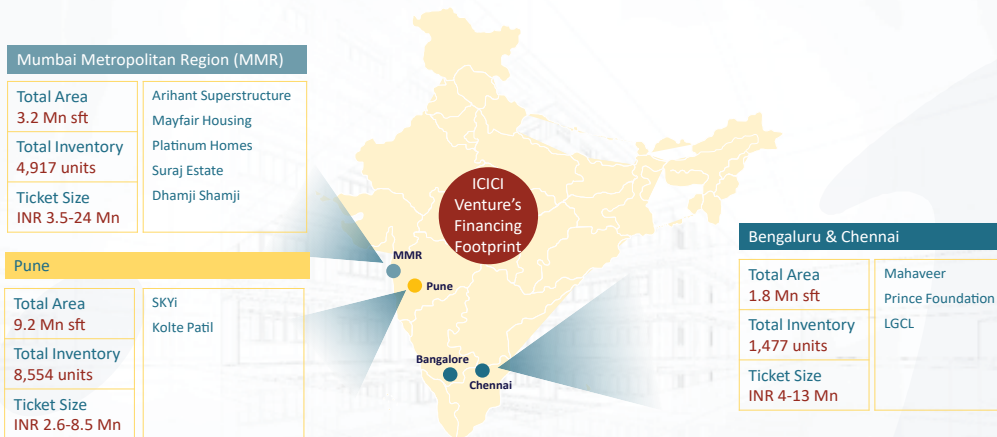 Mumbai Metropolitan Region (MMR)
Total Area
3.2 Mn sft
Total Inventory
4,917 units
Ticket Size
INR 3.5-24 Mn
Arihant Superstructure
Mayfair Housing
Platinum Homes
Suraj Estate
Dhamji Shamji
Pune
Total Area
9.2 Mn sft
Total Inventory
8,554 units
Ticket Size
INR 2.6-8.5 Mn
SKYi
Kolte Patil
ICICI
Venture’s
Financing
Footprint
MMR
Pune
Bangalore
Chennai
Bengaluru & Chennai
Total Area
1.8 Mn sft
Total Inventory
1,477 units
Ticket Size
INR 4-13 Mn
Mahaveer
Prince Foundation
LGCL